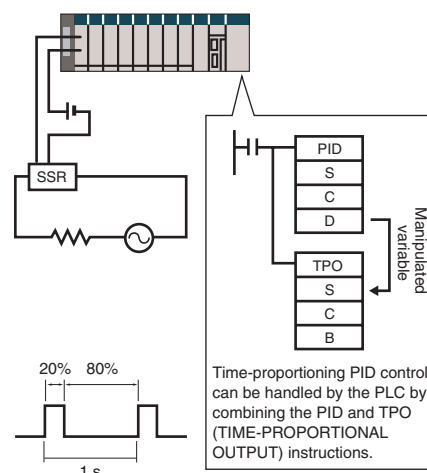 SSR
PID
S
C
D
Manipulated
variable
TPO
S
C
B
Time-proportioning PID control
can be handled by the PLC by
combining the PID and TPO
(TIME-PROPORTIONAL
OUTPUT) instructions.
20% 80%
1 s